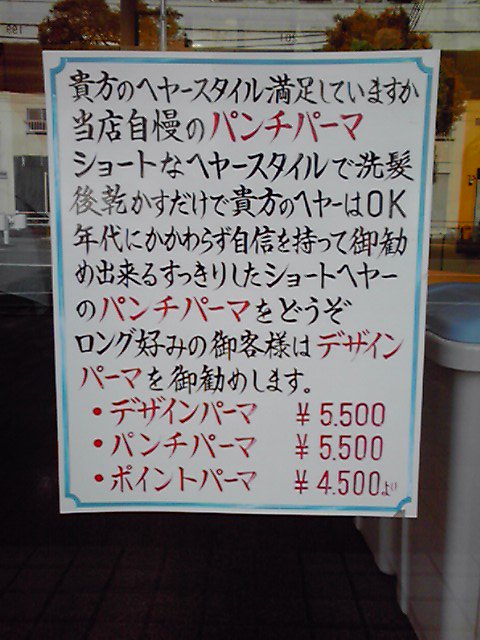 貴方のヘヤースタイル満足していますか
当店自慢のパンチパーマ
ショートなヘヤースタイルで洗髪
後乾かすだけで貴方のヘヤーはOK
年代にかかわらず自信を持って御勧
め出来るすっきりしたショートヘヤー
のパンチパーマをどうぞ
ロング好みの御客様はデザイン
パーマを御勧めします。
・デザインパーマ ¥5.500
・パンチパーマ ¥5.500
・ポイントパーマ ¥4.500より